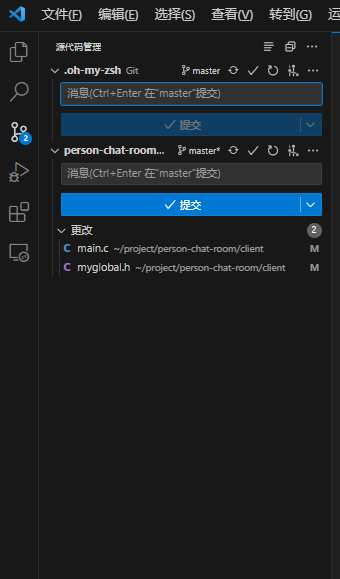 文件(F) 编辑(E) 选择(S) 查看(V) 转到(G) 运
源代码管理
.oh-my-zsh Git master
消息(Ctrl+Enter 在"master"提交)
提交
person-chat-room... master*
消息(Ctrl+Enter 在"master"提交)
提交
更改 2
C main.c ~/project/person-chat-room/client M
C myglobal.h ~/project/person-chat-room/client M
2